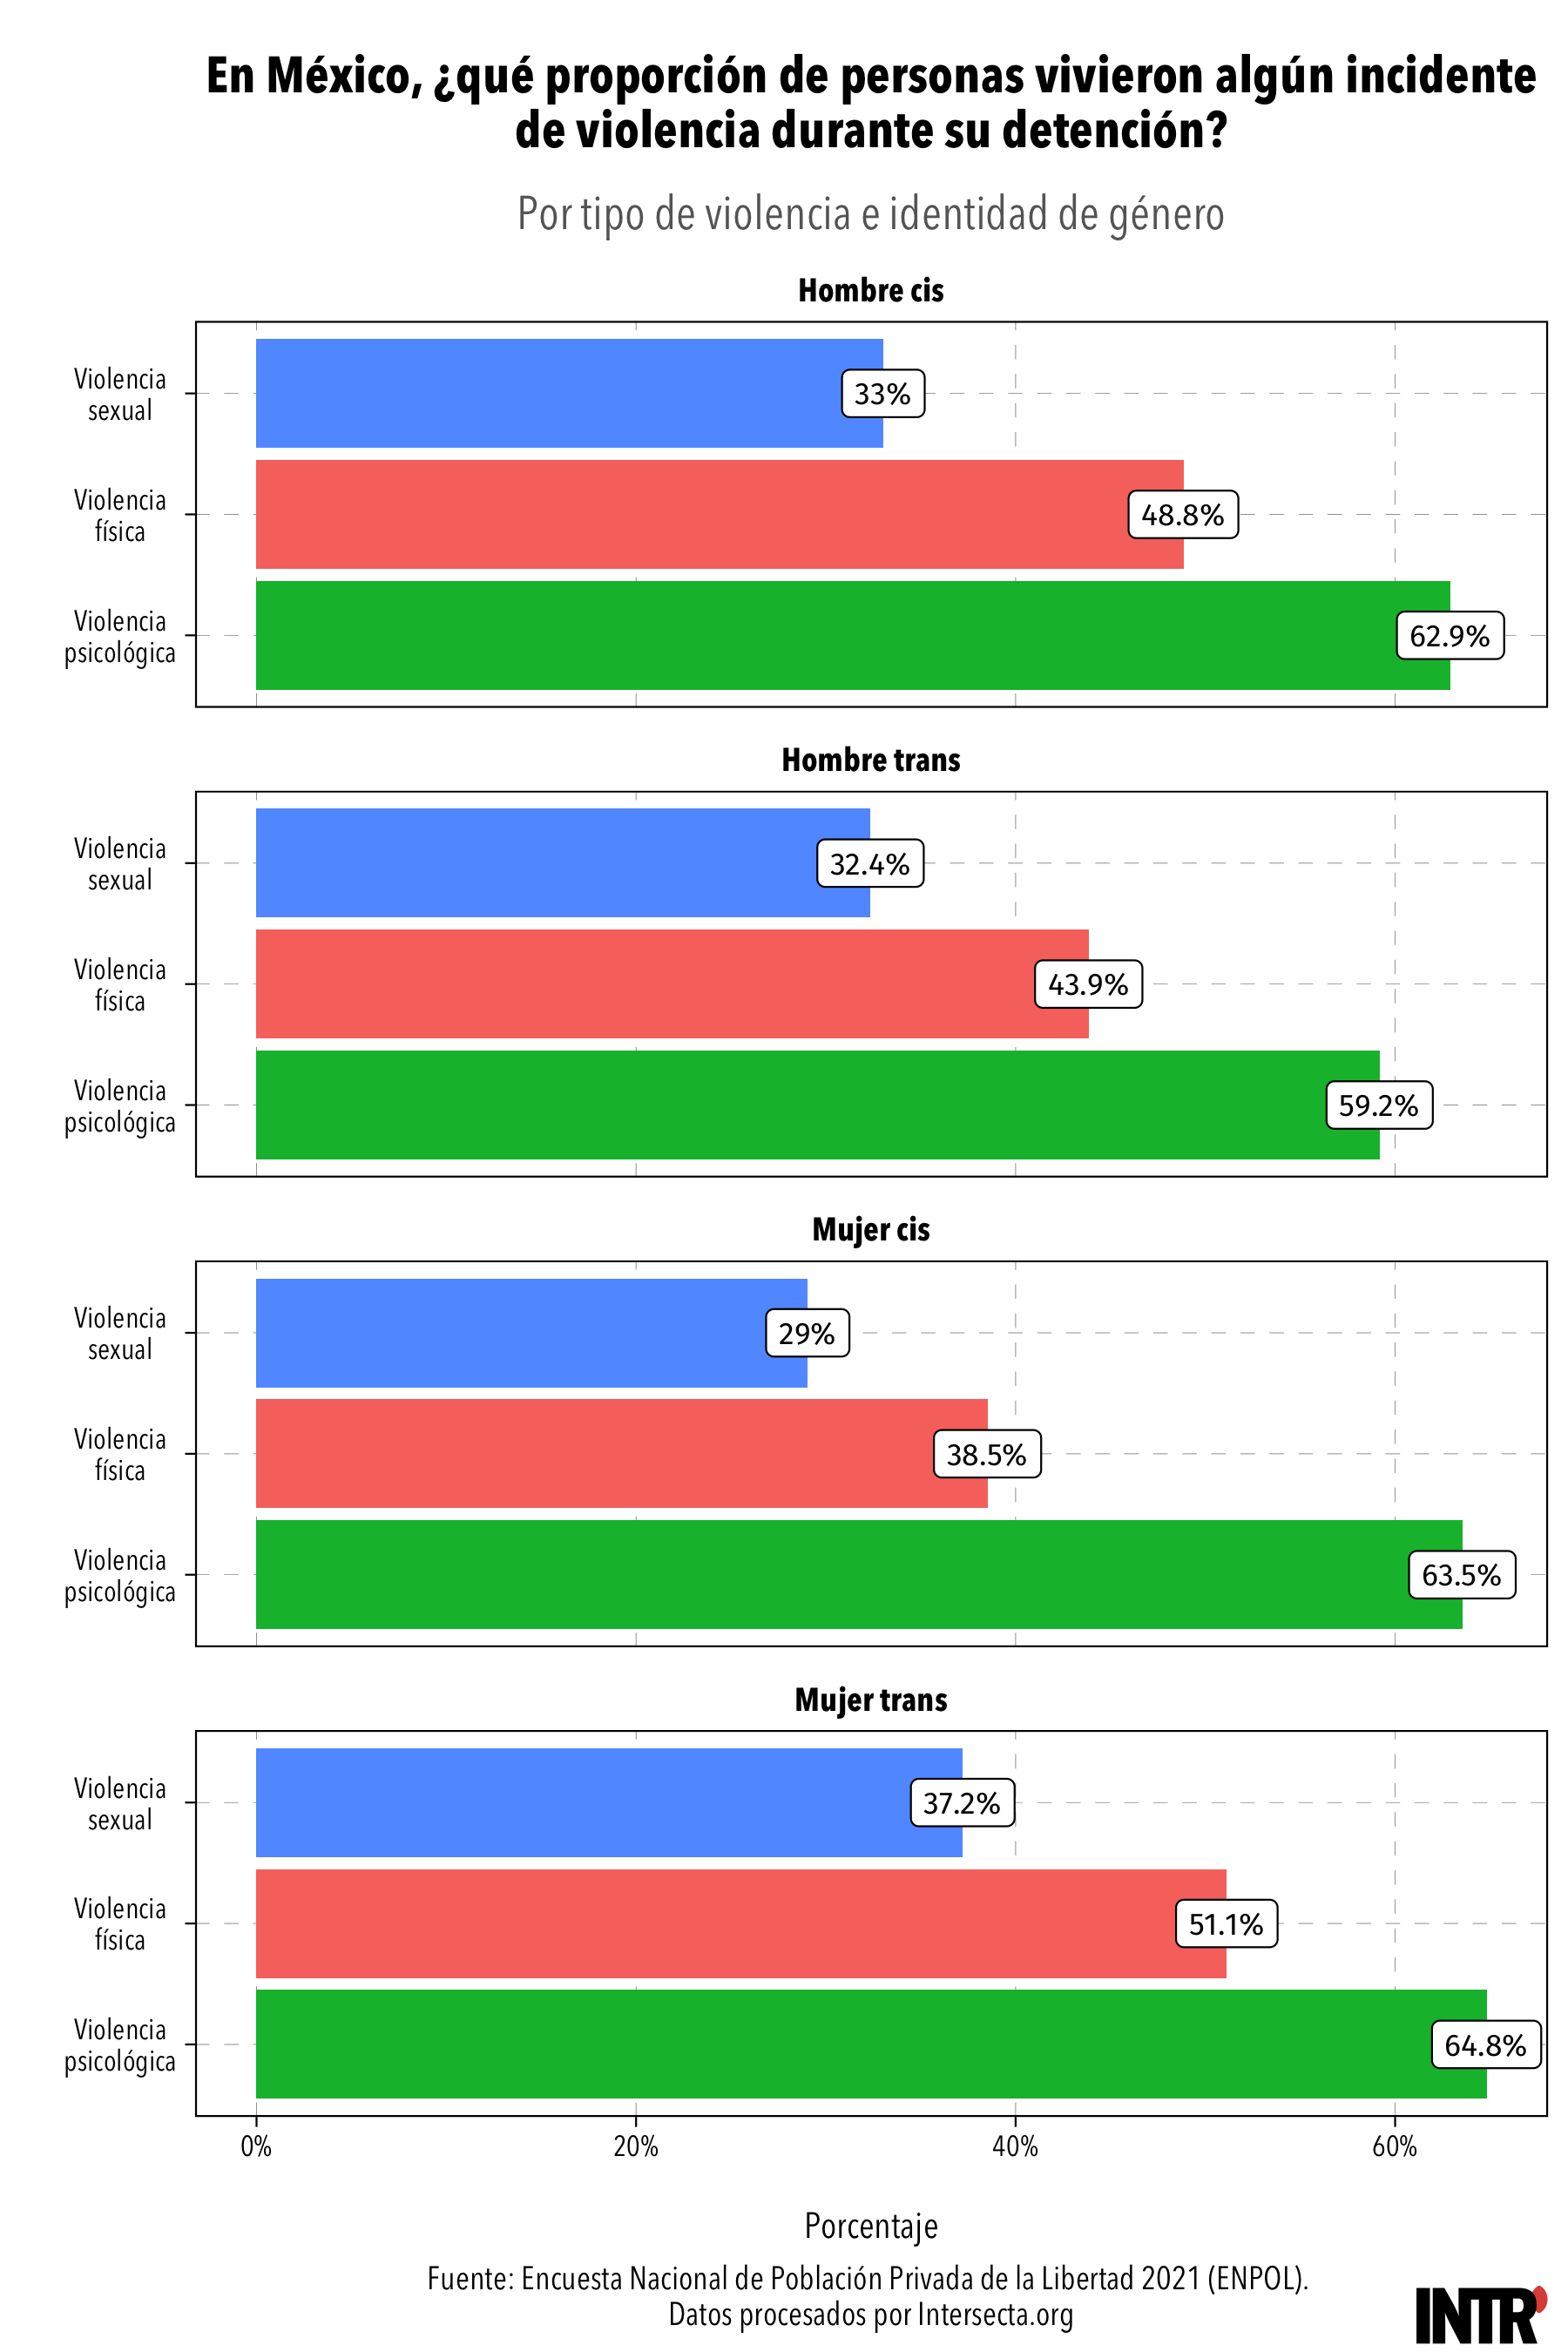 En México, ¿qué proporción de personas vivieron algún incidente
de violencia durante su detención?
Por tipo de violencia e identidad de género
Hombre cis
Violencia
sexual
33%
Violencia
física
48.8%
Violencia
psicológica
62.9%
Hombre trans
Violencia
sexual
32.4%
Violencia
física
43.9%
Violencia
psicológica
59.2%
Mujer cis
Violencia
sexual
29%
Violencia
física
38.5%
Violencia
psicológica
63.5%
Mujer trans
Violencia
sexual
37.2%
Violencia
física
51.1%
Violencia
psicológica
64.8%
0% 20% 40% 60%
Porcentaje
Fuente: Encuesta Nacional de Población Privada de la Libertad 2021 (ENPOL).
Datos procesados por Intersecta.org
INTR